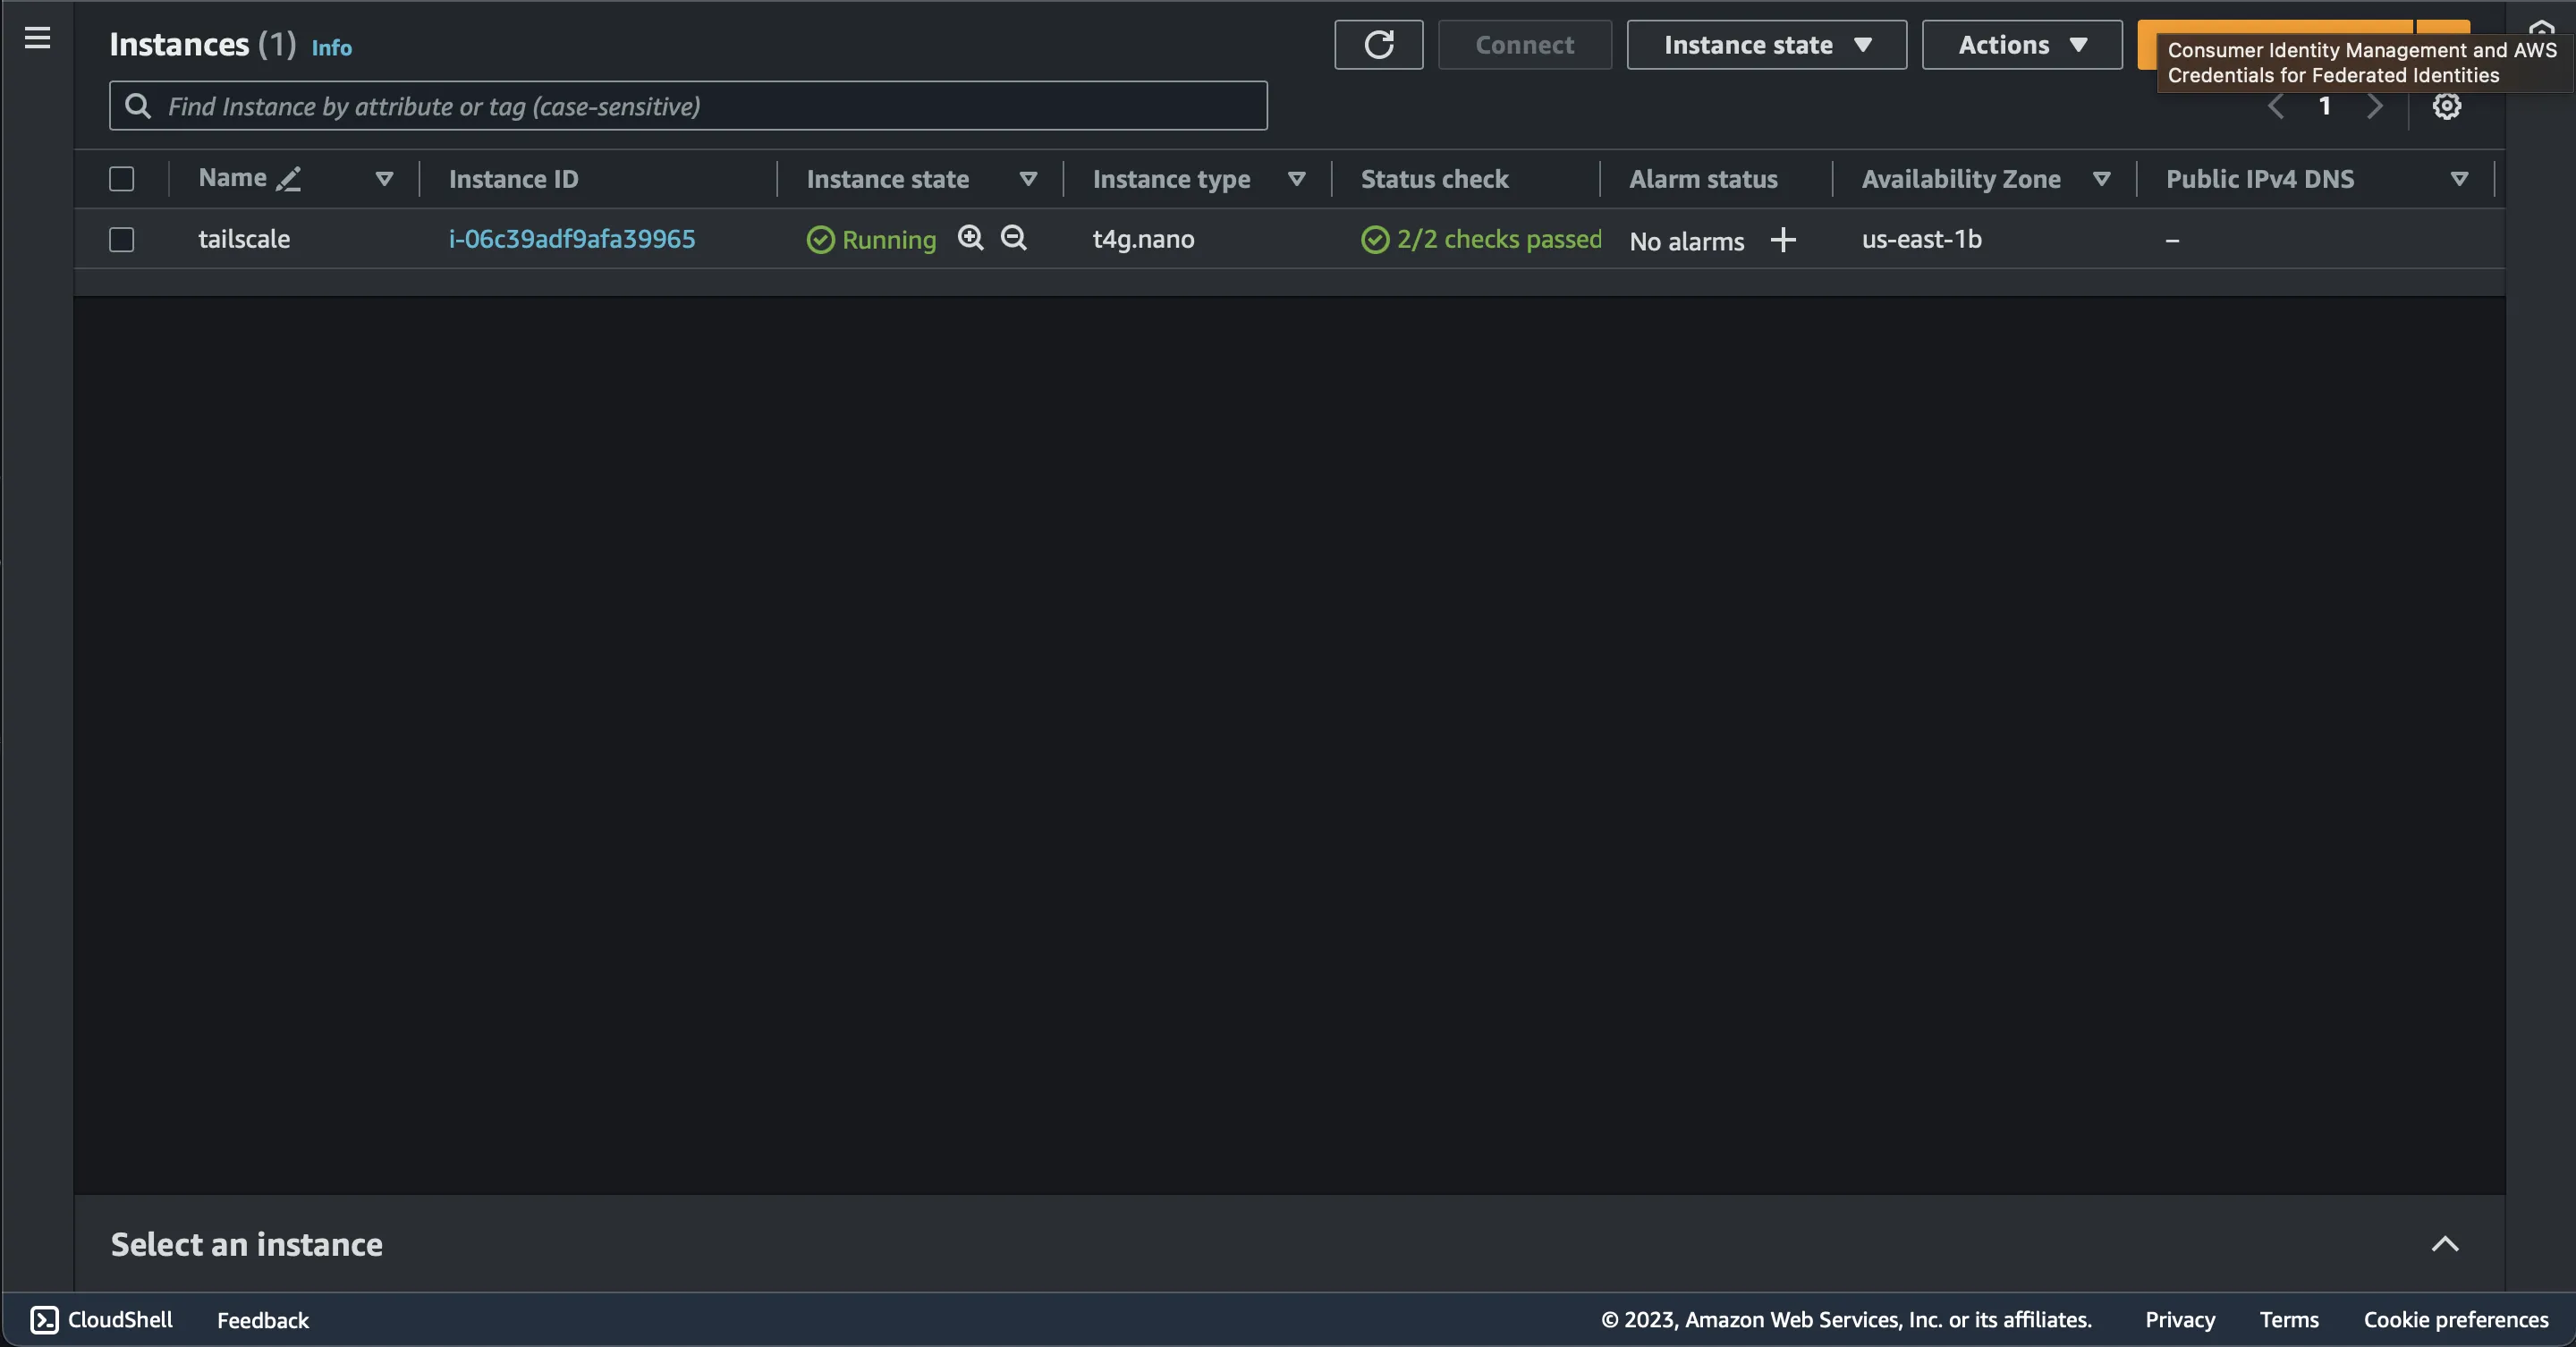 Instances (1) Info
Connect
Instance state
Actions
Consumer Identity Management and AWS
Credentials for Federated Identities
Find Instance by attribute or tag (case-sensitive)
1
Name Instance ID Instance state Instance type Status check Alarm status Availability Zone Public IPv4 DNS
tailscale i-06c39adf9afa39965 Running t4g.nano 2/2 checks passed No alarms + us-east-1b –
Select an instance
CloudShell Feedback © 2023, Amazon Web Services, Inc. or its affiliates. Privacy Terms Cookie preferences